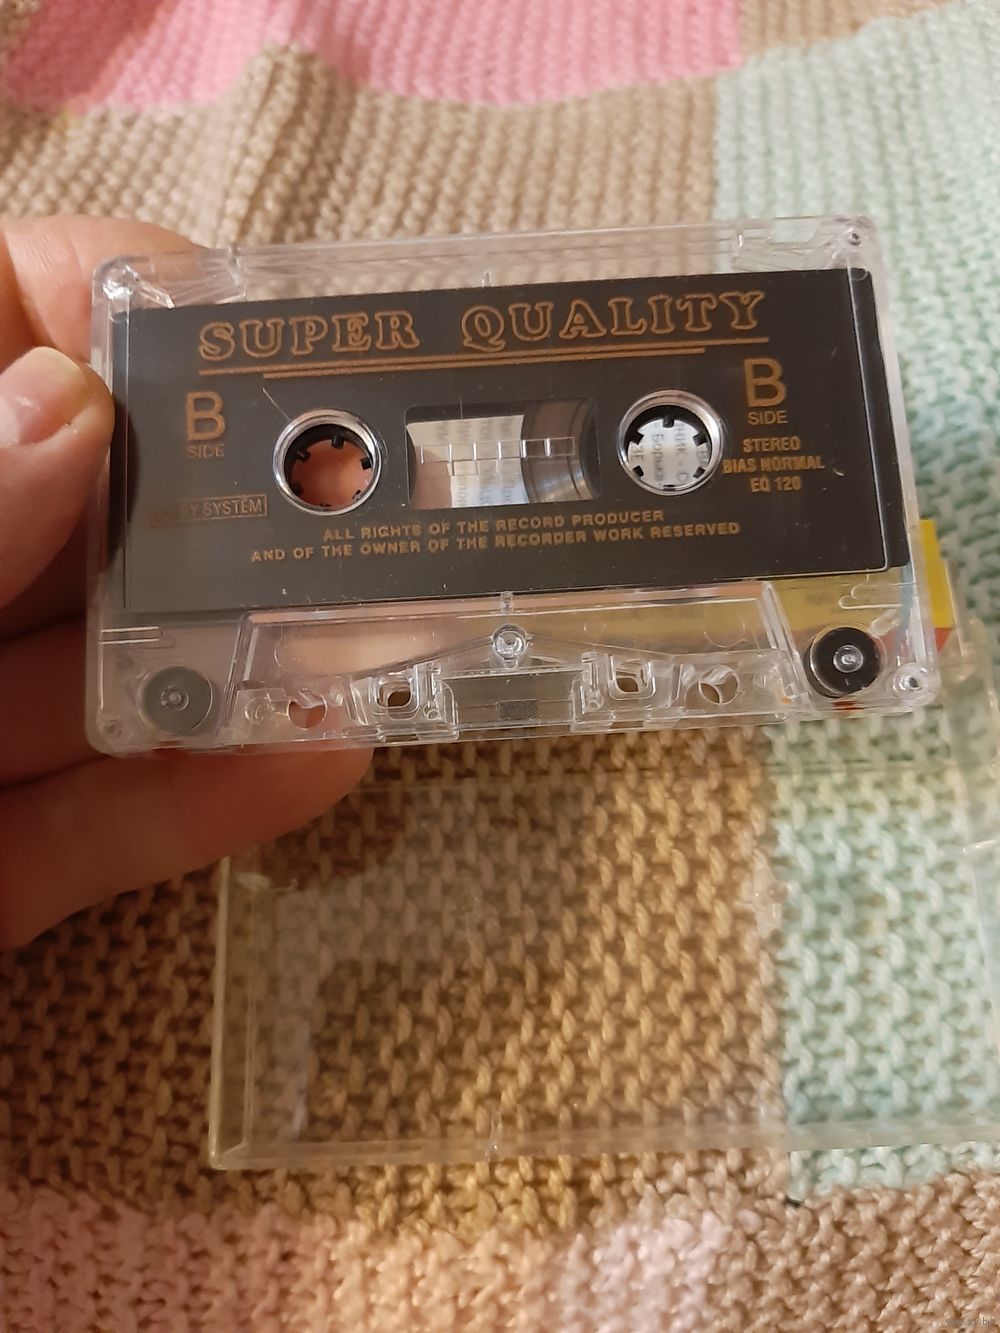 SUPER QUALITY
B
SIDE
B
SIDE
STEREO
BIAS NORMAL
EQ 120
SYSTEM
ALL RIGHTS OF THE RECORD PRODUCER
AND OF THE OWNER OF THE RECORDER WORK RESERVED